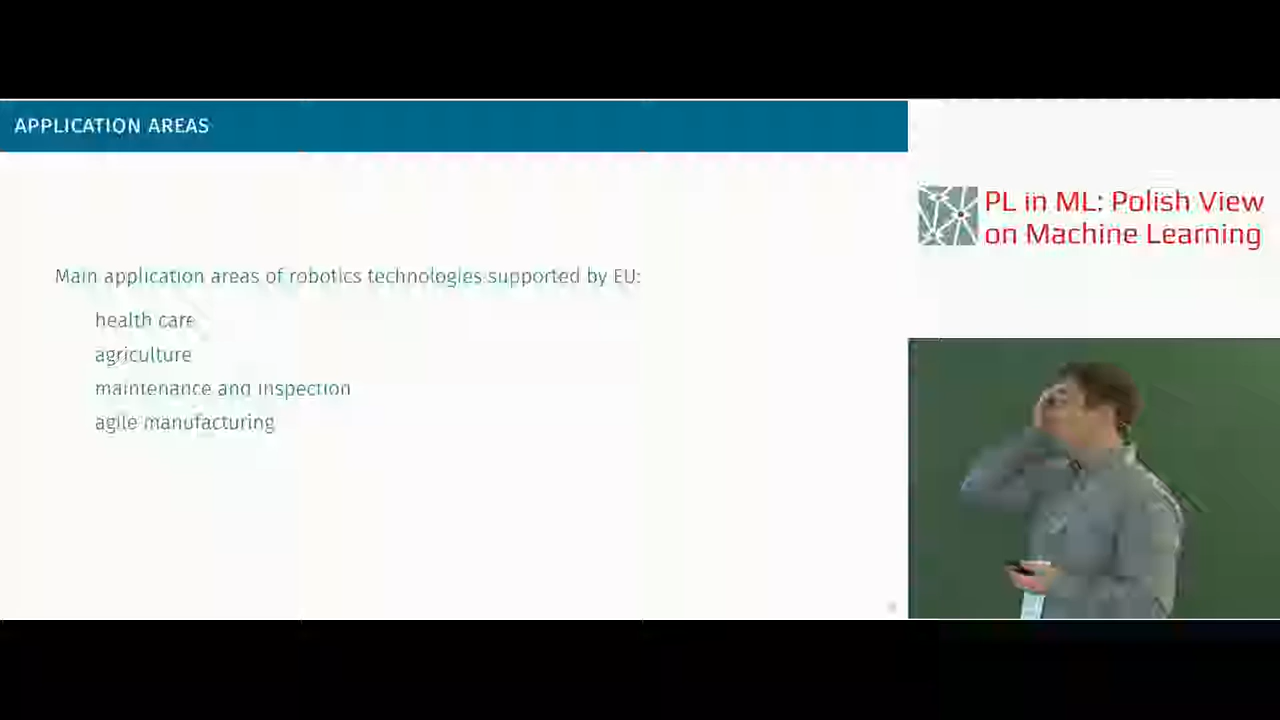 APPLICATION AREAS
PL in ML: Polish View
on Machine Learning
Main application areas of robotics technologies supported by EU:
health care
agriculture
maintenance and inspection
agile manufacturing